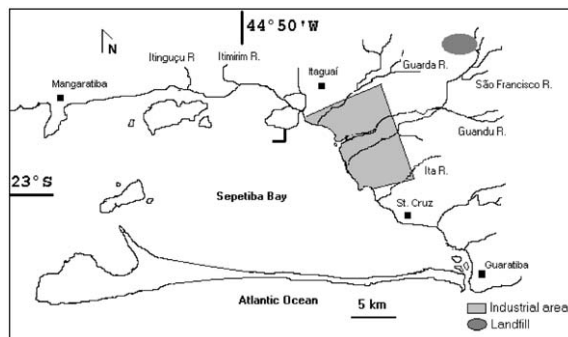 44°50'W
N
Itinguçu R
Itimirim R.
Itaguaí
Guarda R.
Mangaratiba
São Francisco R.
Guandu R.
Ita R.
23°S
Sepetiba Bay
St. Cruz
Guaratiba
Atlantic Ocean
5 km
Industrial area
Landfill